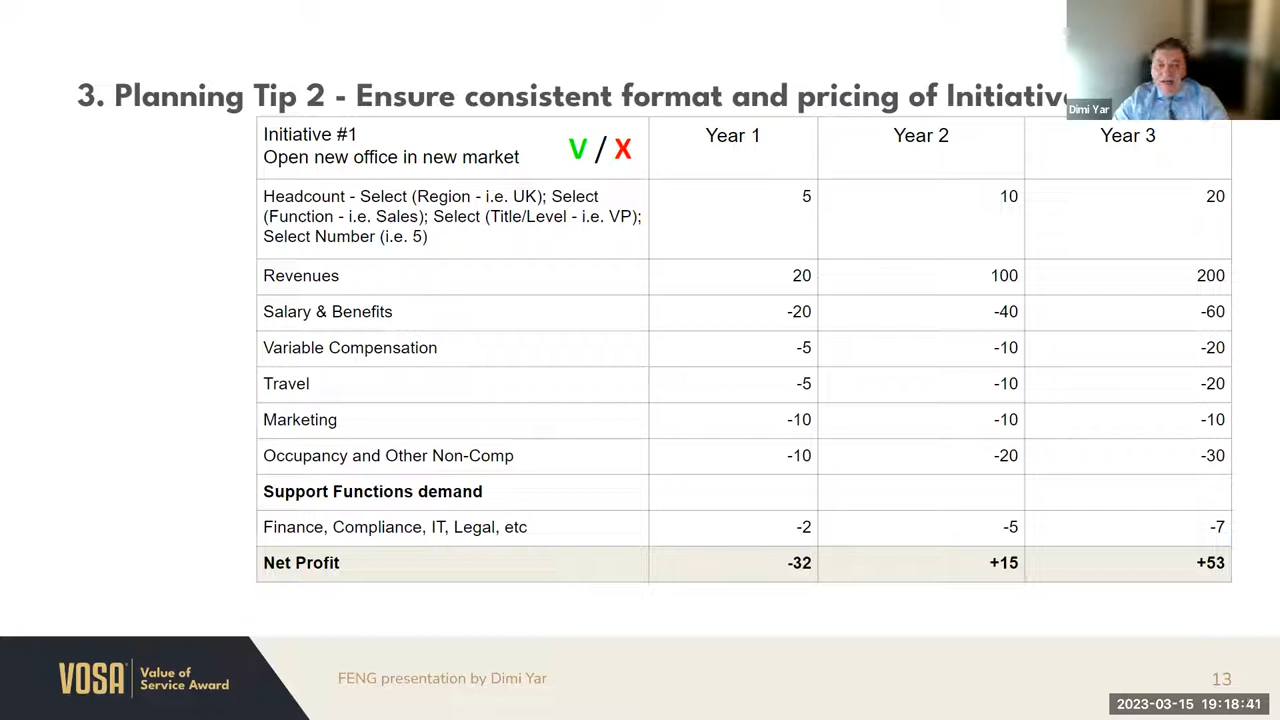 3. Planning Tip 2 - Ensure consistent format and pricing of Initiativ
Dimi Yar
Initiative #1
Open new office in new market
V / X
Year 1
Year 2
Year 3
Headcount - Select (Region - i.e. UK); Select
(Function - i.e. Sales); Select (Title/Level - i.e. VP);
Select Number (i.e. 5)
5
10
20
Revenues
20
100
200
Salary & Benefits
-20
-40
-60
Variable Compensation
-5
-10
-20
Travel
-5
-10
-20
Marketing
-10
-10
-10
Occupancy and Other Non-Comp
-10
-20
-30
Support Functions demand
Finance, Compliance, IT, Legal, etc
-2
-5
-7
Net Profit
-32
+15
+53
VOSA
Value of
Service Award
FENG presentation by Dimi Yar
13
2023-03-15 19:18:41